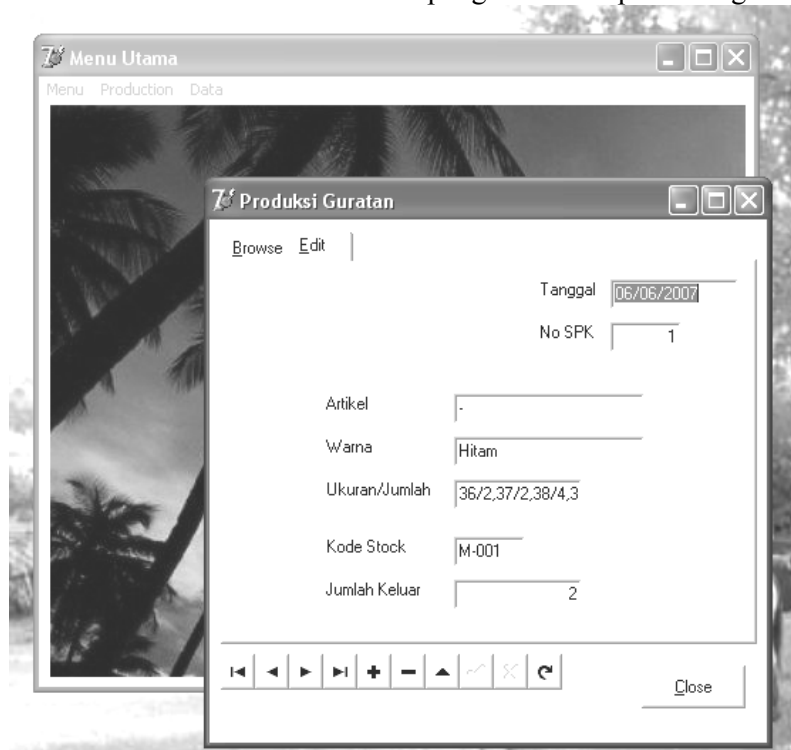 Menu Utama
Menu Production Data
Produksi Guratan
Browse Edit
Tanggal 06/06/2007
No SPK 1
Artikel -
Warna Hitam
Ukuran/Jumlah 36/2,37/2,38/4,3
Kode Stock M-001
Jumlah Keluar 2
Close